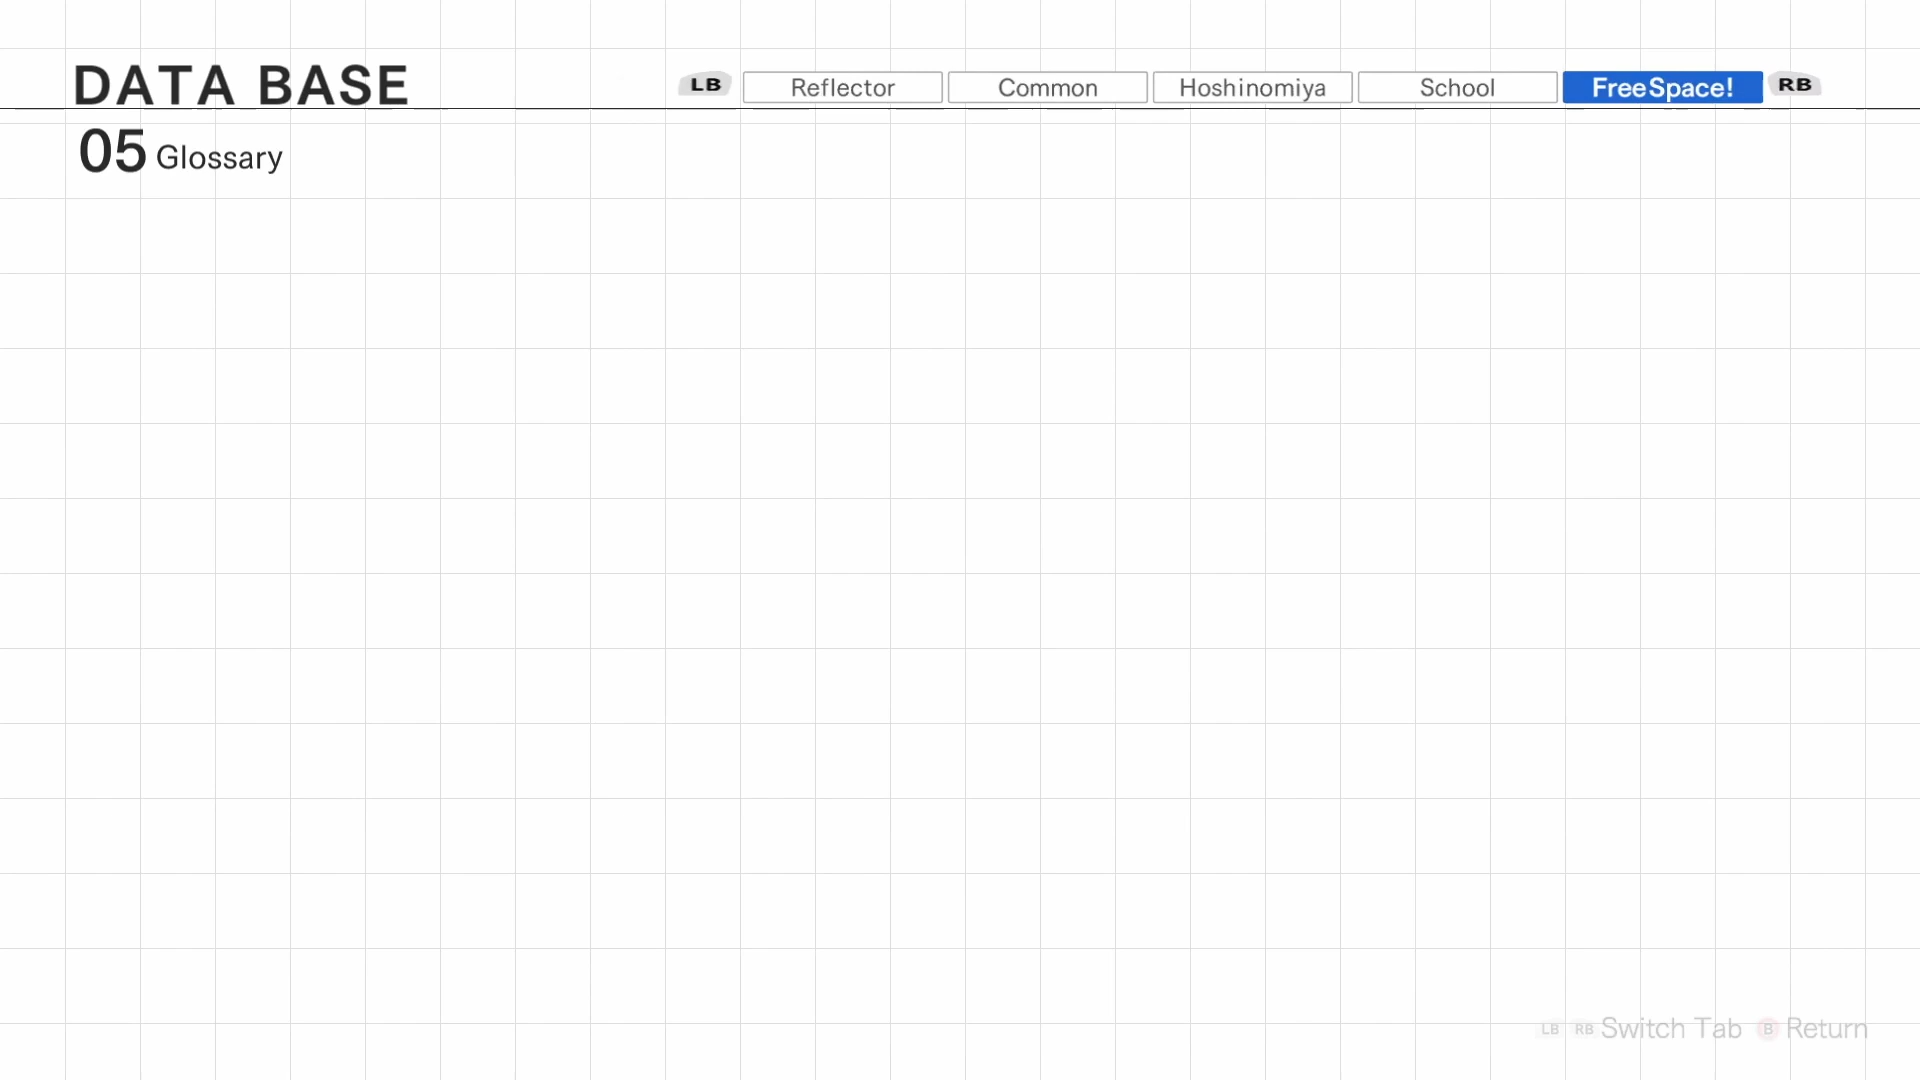 DATA BASE
LB Reflector Common Hoshinomiya School FreeSpace! RB
05 Glossary
LB RB Switch Tab B Return